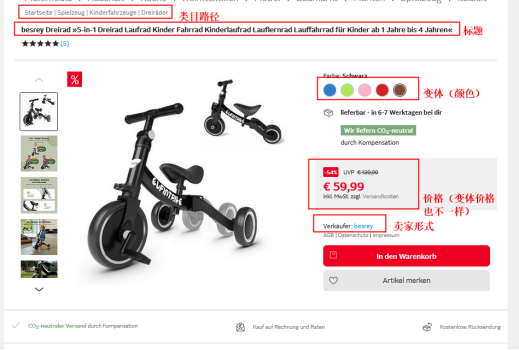 Startseite | Spielzeug | Kinderfahrzeuge | Dreiräder
类目路径
besrey Dreirad »5-in-1 Dreirad Laufrad Kinder Fahrrad Kinderlaufrad Lauflernrad Lauffahrrad für Kinder ab 1 Jahre bis 4 Jahren«
标题
★★★★★ (5)
%
Farbe: Schwarz
变体（颜色）
lieferbar - in 6-7 Werktagen bei dir
Wir liefern CO₂-neutral
durch Kompensation
-54% UVP € 129,99
€ 59,99
inkl. MwSt. zzgl. Versandkosten
价格（变体价格
也不一样）
Verkäufer: besrey
卖家形式
AGB | Datenschutz | Impressum
In den Warenkorb
Artikel merken
CO₂-neutraler Versand durch Kompensation
Kauf auf Rechnung und Raten
Kostenlose Rücksendung